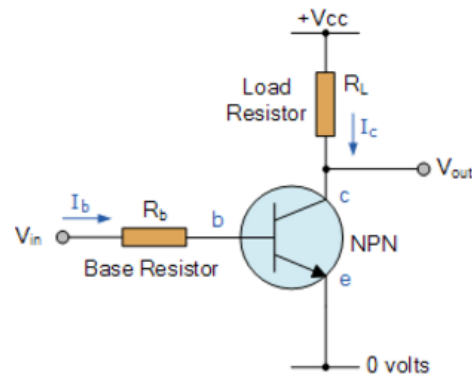 +Vcc
Load
Resistor
RL
Ic
Vout
Ib
Rb
b
c
Vin
NPN
Base Resistor
e
0 volts